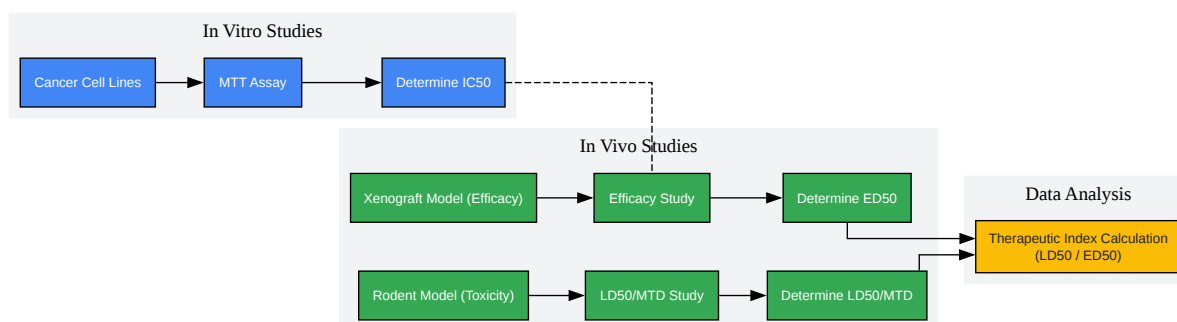 In Vitro Studies
Cancer Cell Lines
MTT Assay
Determine IC50
In Vivo Studies
Xenograft Model (Efficacy)
Efficacy Study
Determine ED50
Rodent Model (Toxicity)
LD50/MTD Study
Determine LD50/MTD
Data Analysis
Therapeutic Index Calculation
(LD50 / ED50)